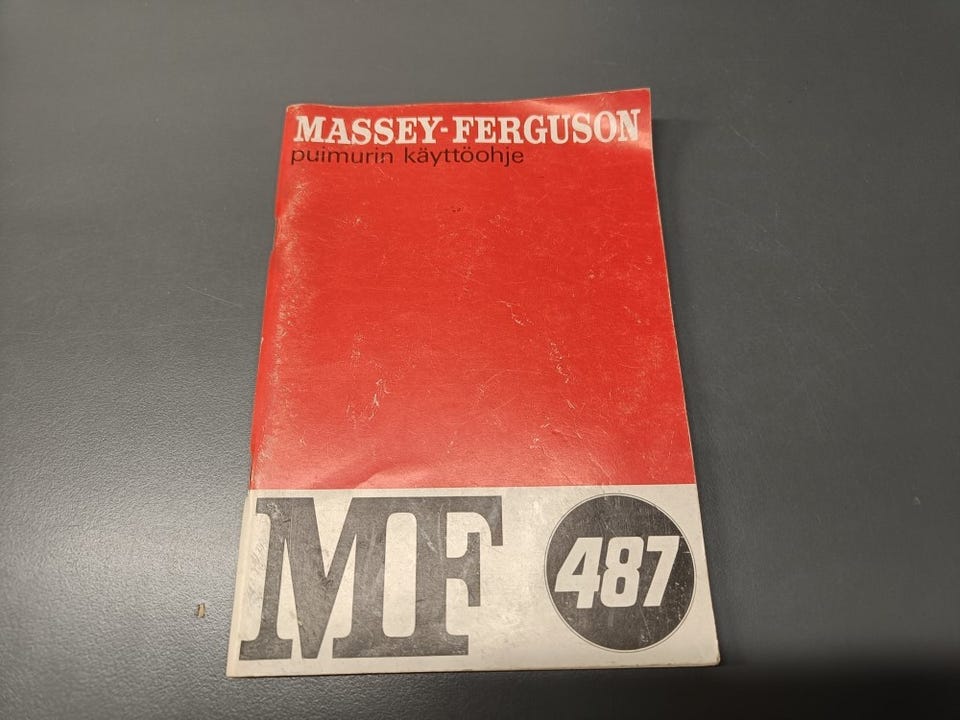 MASSEY-FERGUSON
puimurin käyttöohje
MF 487